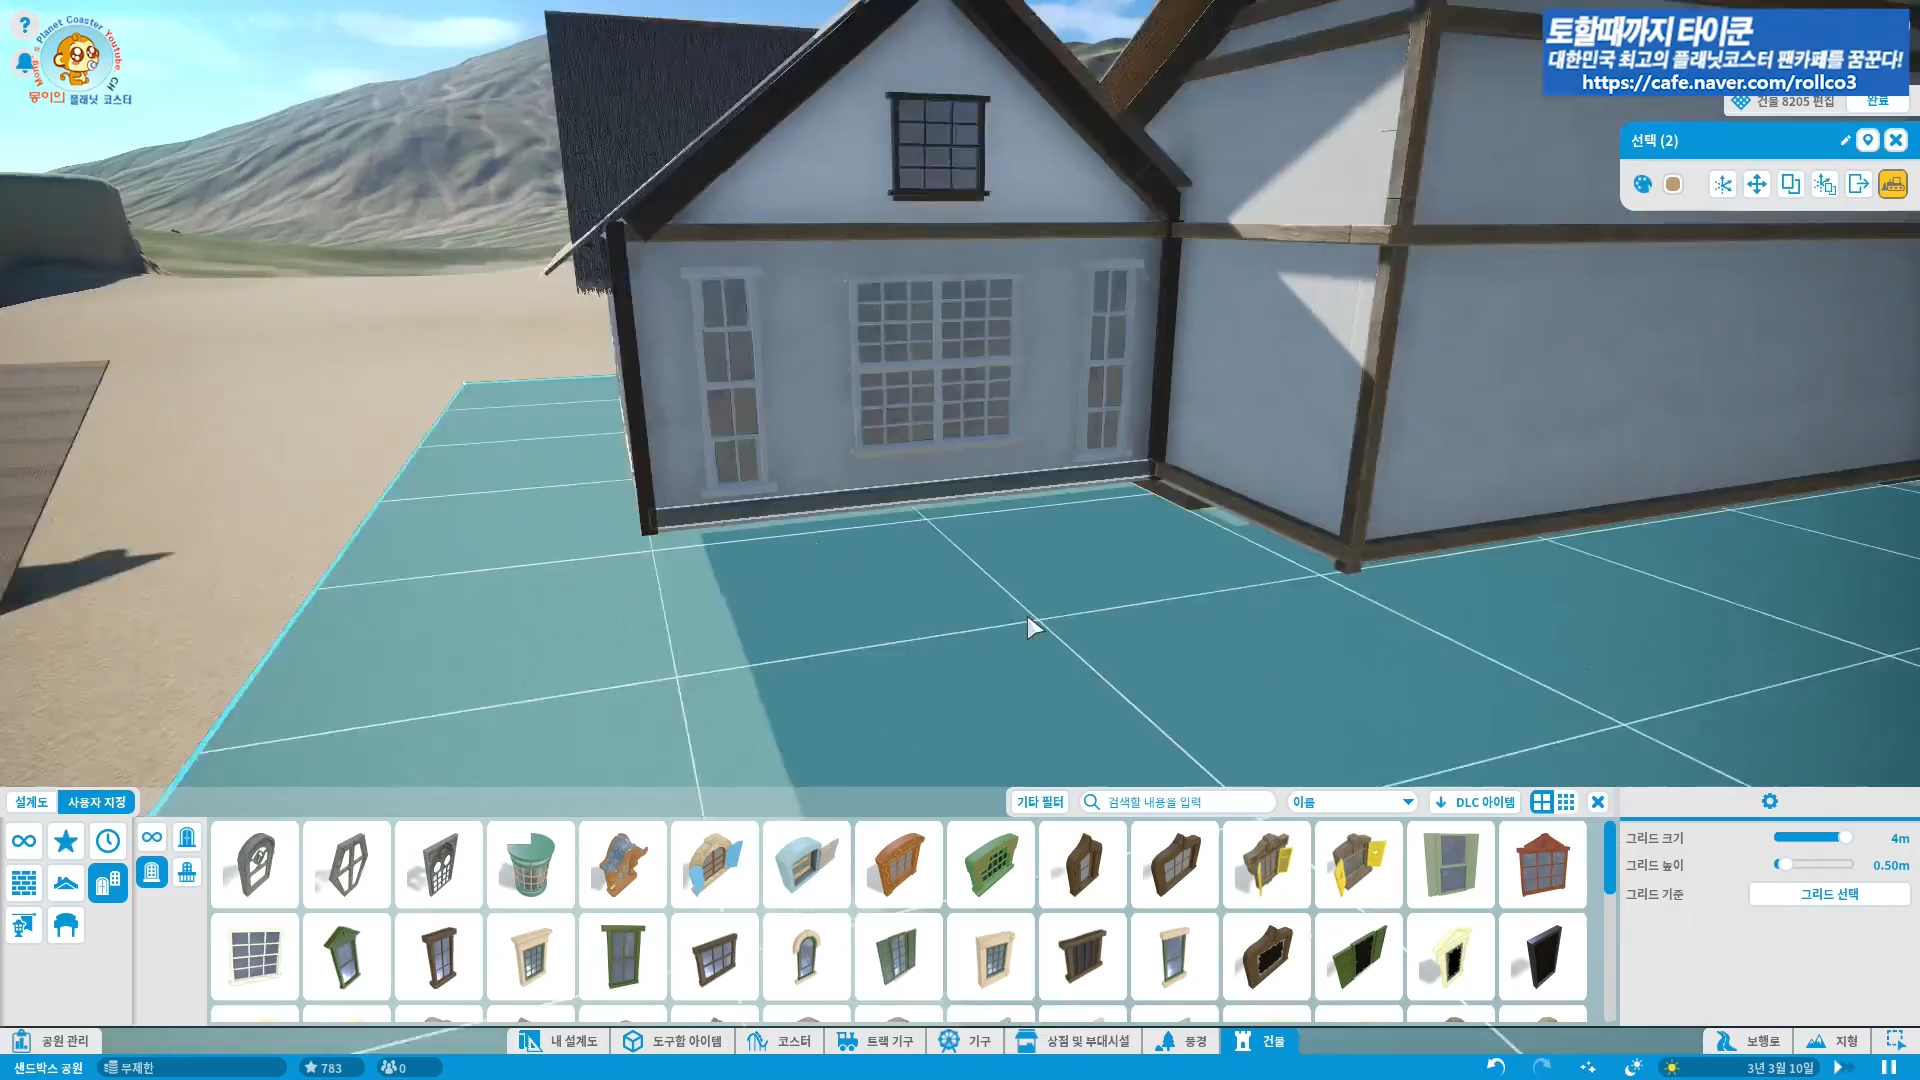 ?
Mong's Planet Coaster Youtube. CH
몽이의 플래닛 코스터
토할때까지 타이쿤
대한민국 최고의 플래닛코스터 팬카페를 꿈꾼다!
https://cafe.naver.com/rollco3
건물 8205 편집
완료
선택 (2)
설계도
사용자 지정
기타 필터
검색할 내용을 입력
이름
DLC 아이템
그리드 크기
4m
그리드 높이
0.50m
그리드 기준
그리드 선택
공원 관리
내 설계도
도구함 아이템
코스터
트랙 기구
기구
상점 및 부대시설
풍경
건물
보행로
지형
샌드박스 공원
무제한
783
0
3년 3월 10일